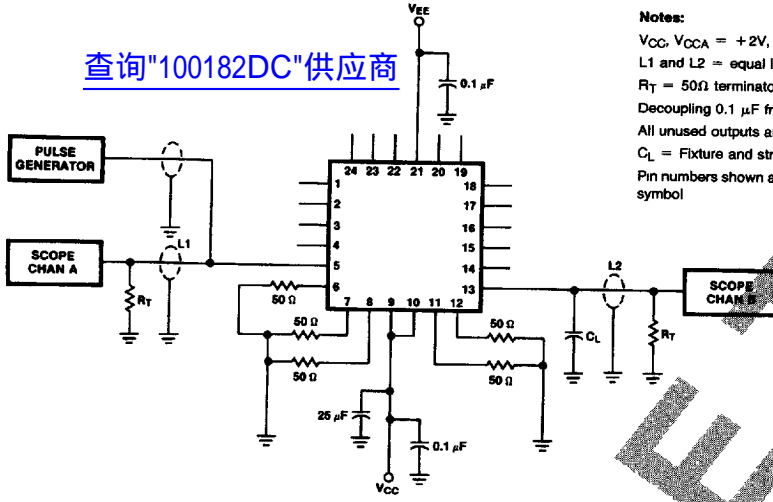 VEE
查询"100182DC"供应商
0.1 µF
Notes:
VCC, VCCA = +2V,
L1 and L2 = equal l
RT = 50Ω terminato
Decoupling 0.1 µF fr
All unused outputs a
CL = Fixture and str
Pin numbers shown a
symbol
PULSE
GENERATOR
24 23 22 21 20 19
1
2
3
4
5
6
18
17
16
15
14
13
7 8 9 10 11 12
L1
SCOPE
CHAN A
RT
50 Ω
50 Ω
50 Ω
50 Ω
50 Ω
L2
SCOPE
CHAN B
CL
RT
25 µF
0.1 µF
VCC